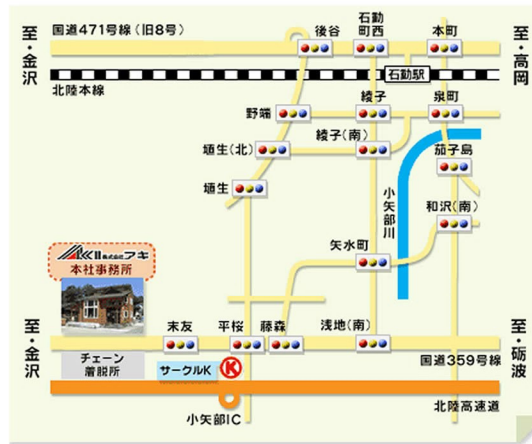 至・金沢
国道471号線(旧8号)
後谷
石動
町西
本町
至・高岡
石動駅
北陸本線
野端
綾子
泉町
埴生(北)
綾子(南)
茄子島
埴生
小矢部川
和沢(南)
株式会社アキ
本社事務所
矢水町
至・金沢
末友
平桜
藤森
浅地(南)
至・砺波
チェーン
着脱所
サークルK
K
国道359号線
小矢部IC
北陸高速道